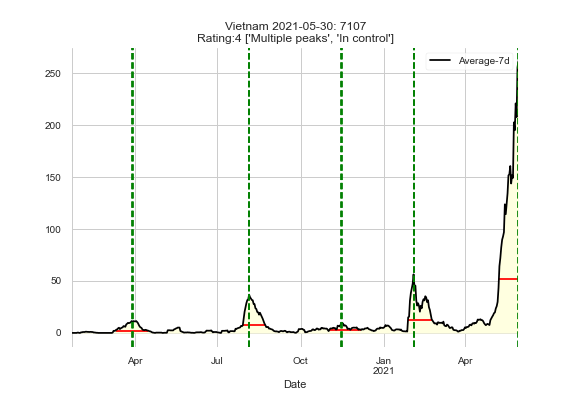 Vietnam 2021-05-30: 7107
Rating:4 ['Multiple peaks', 'In control']
Average-7d
250
200
150
100
50
0
Apr
Jul
Oct
Jan
2021
Apr
Date